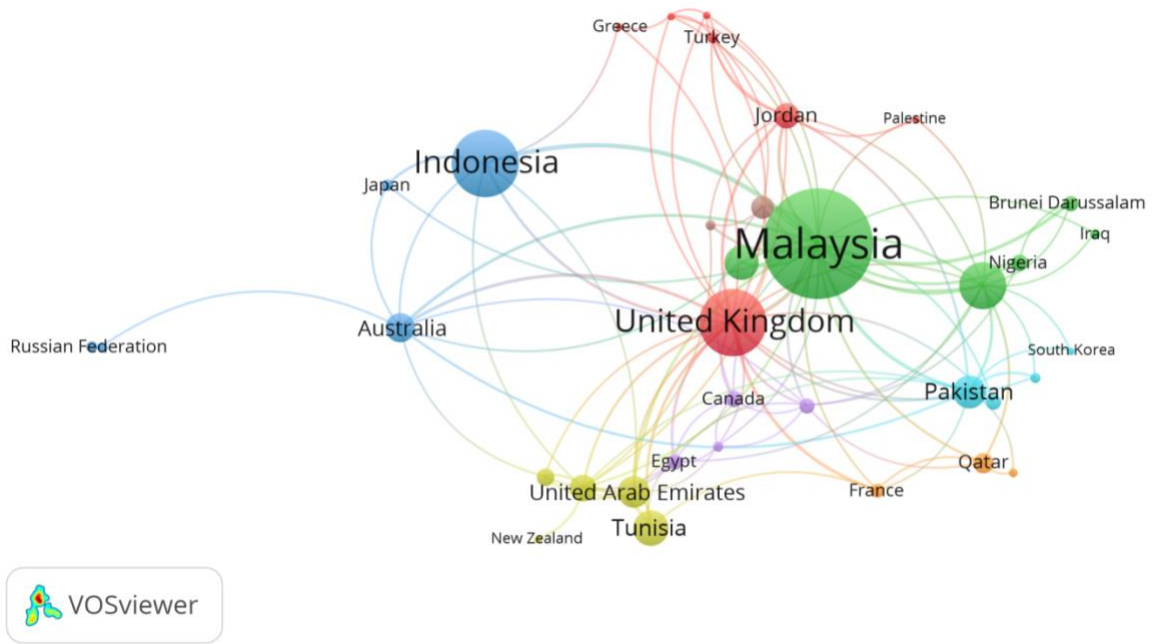 Greece
Turkey
Jordan
Palestine
Indonesia
Japan
Brunei Darussalam
Malaysia
Iraq
Nigeria
United Kingdom
Australia
Russian Federation
South Korea
Pakistan
Canada
Egypt
Qatar
United Arab Emirates
France
Tunisia
New Zealand
VOSviewer